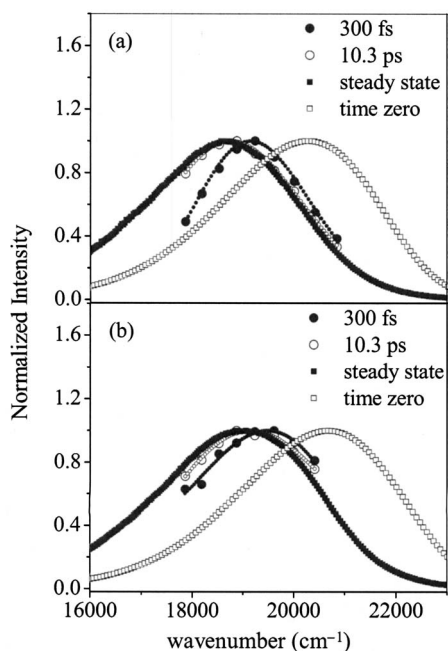 1.6
(a)
300 fs
10.3 ps
steady state
time zero
1.2
0.8
0.4
0.0
Normalized Intensity
(b)
300 fs
10.3 ps
steady state
time zero
1.6
1.2
0.8
0.4
0.0
16000 18000 20000 22000
wavenumber (cm⁻¹)